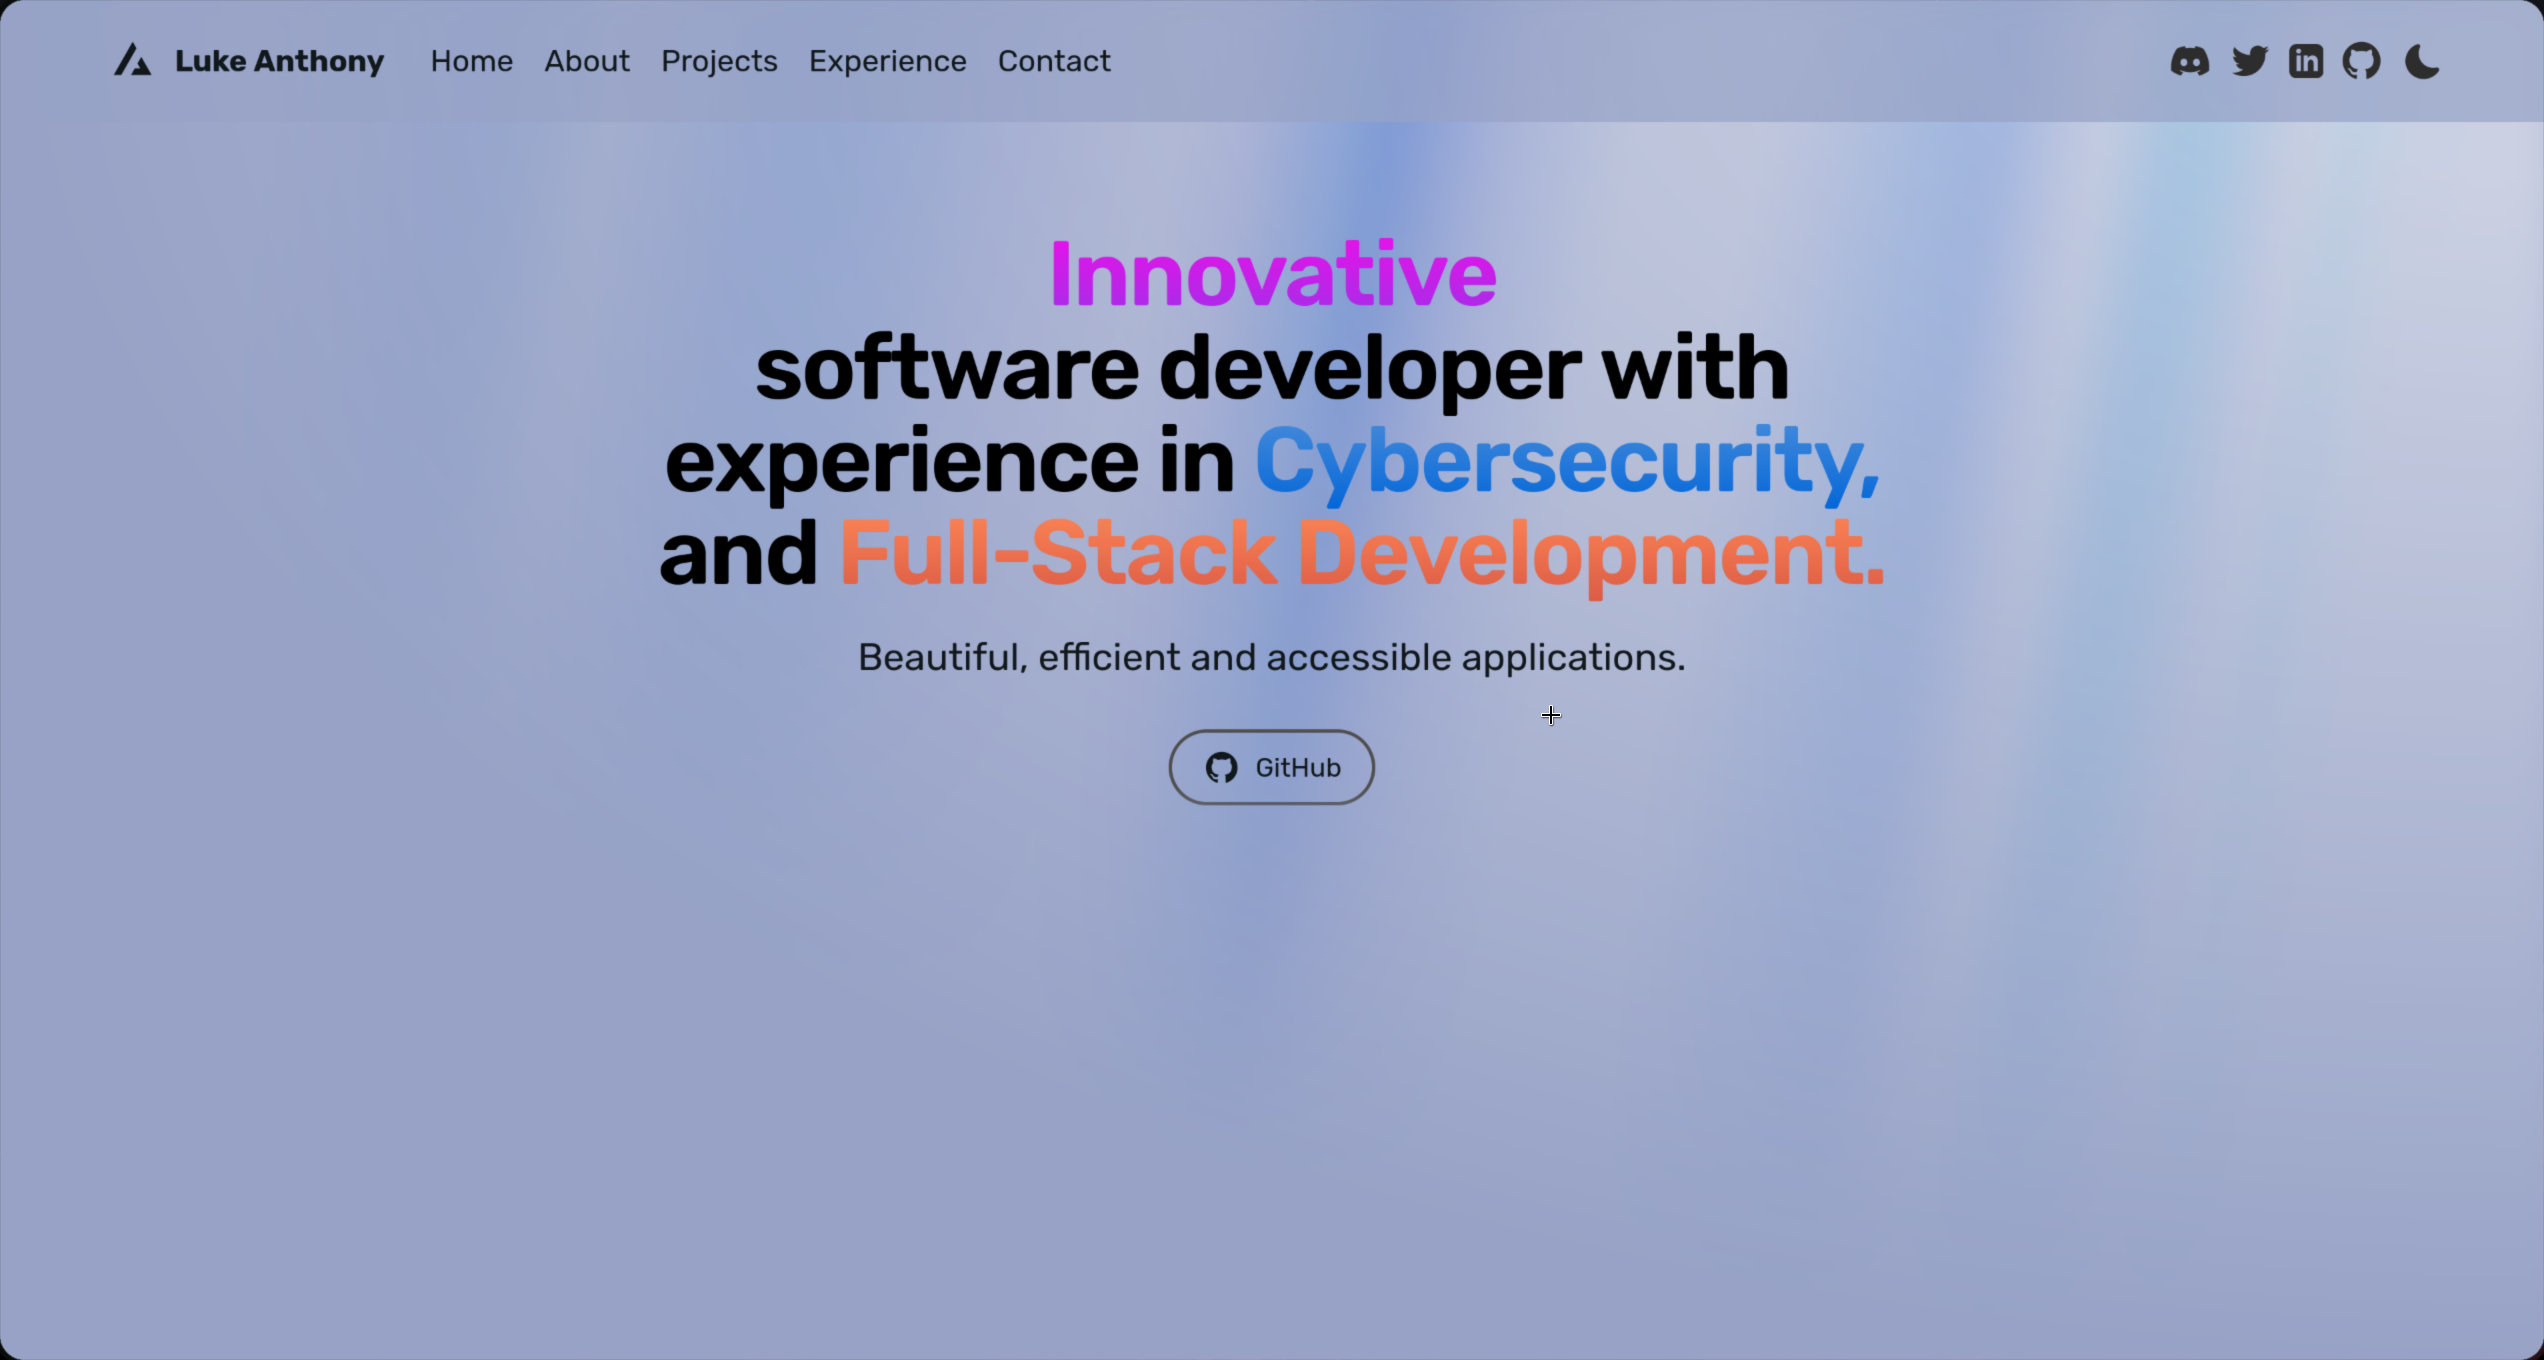 Luke Anthony Home About Projects Experience Contact
Innovative
software developer with
experience in Cybersecurity,
and Full-Stack Development.
Beautiful, efficient and accessible applications.
GitHub